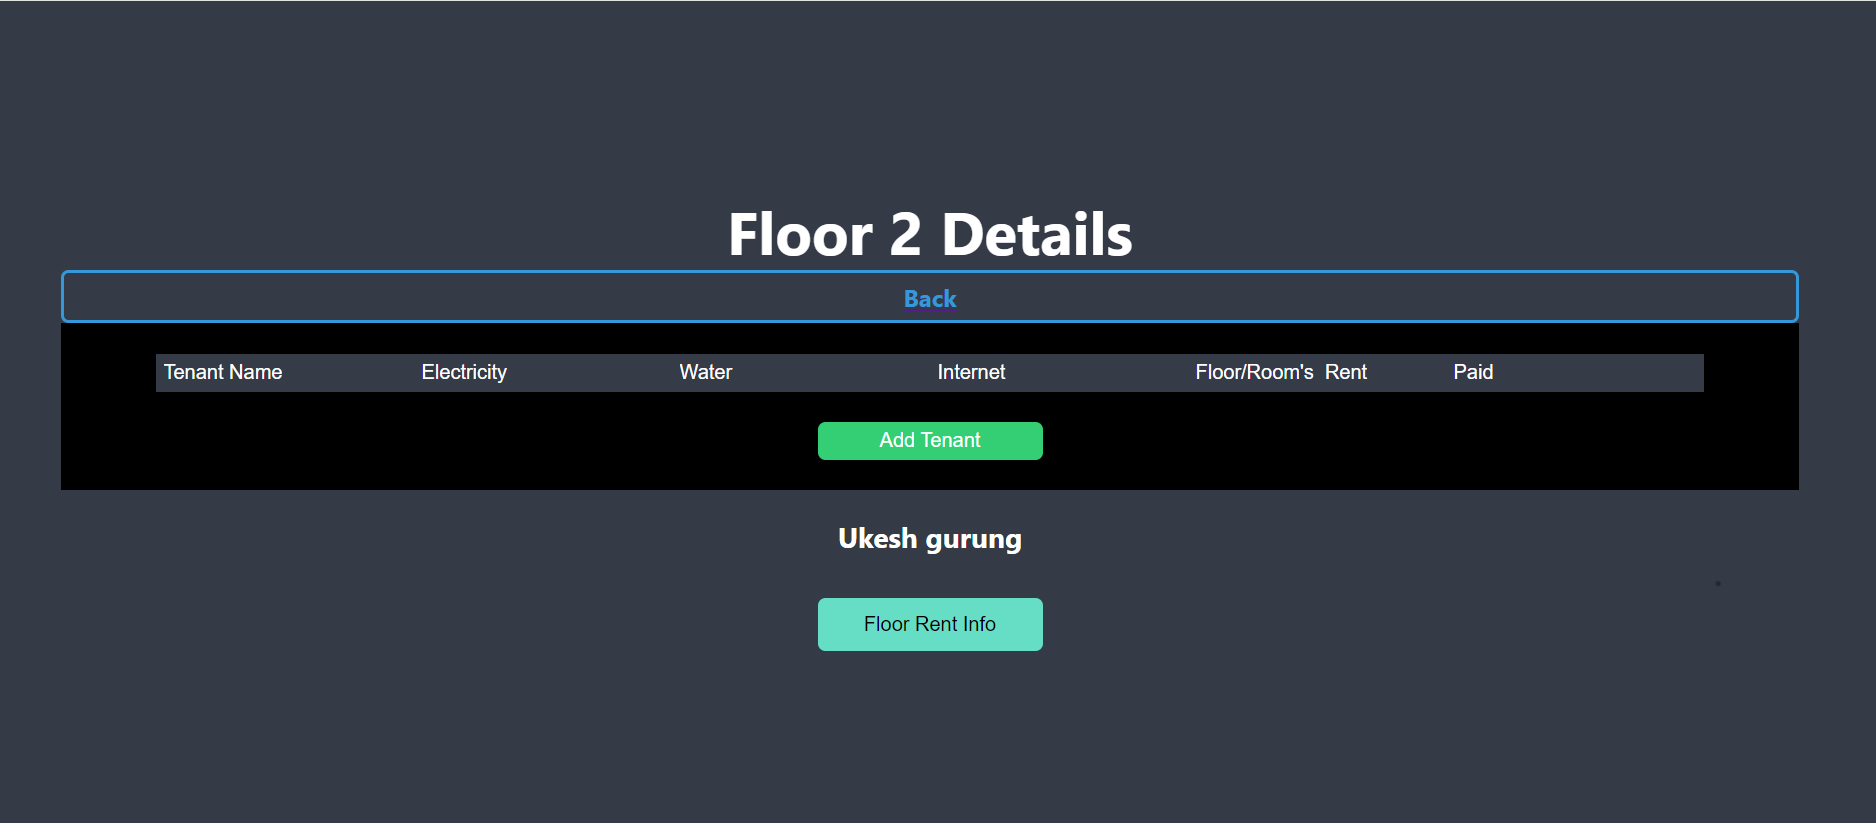 Floor 2 Details
Back
Tenant Name Electricity Water Internet Floor/Room's Rent Paid
Add Tenant
Ukesh gurung
Floor Rent Info